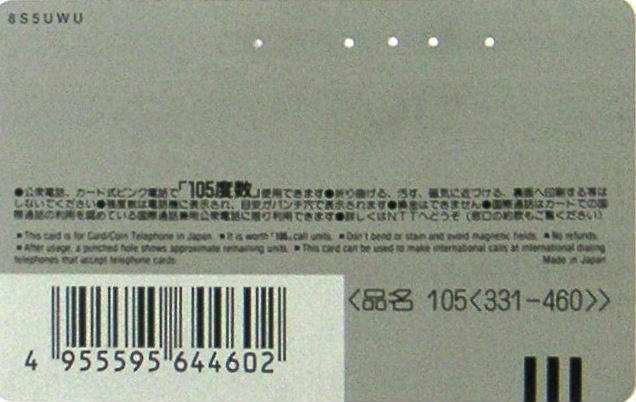 8S5UWU
●公衆電話、カード式ピンク電話で「105度数」使用できます●折り曲げる、汚す、磁気に近づける、裏面へ印刷する等は
しないでください●残度数は電話機に表示され、目安がパンチ穴で表示されます●換金はできません●国際通話はカードでの国
際通話の利用を認めている国際通話兼用公衆電話に限り利用できます●詳しくはNTTへどうぞ（窓口の約款もご覧ください）
■ This card is for Card/Coin Telephone in Japan. ■ It is worth「105」call units. ■ Don't bend or stain and avoid magnetic fields. ■ No refunds.
■ After usage, a punched hole shows approximate remaining units. ■ This card can be used to make international calls at international dialing
telephones that accept telephone cards. Made in Japan
<品名 105<331-460>>
4 955595 644602